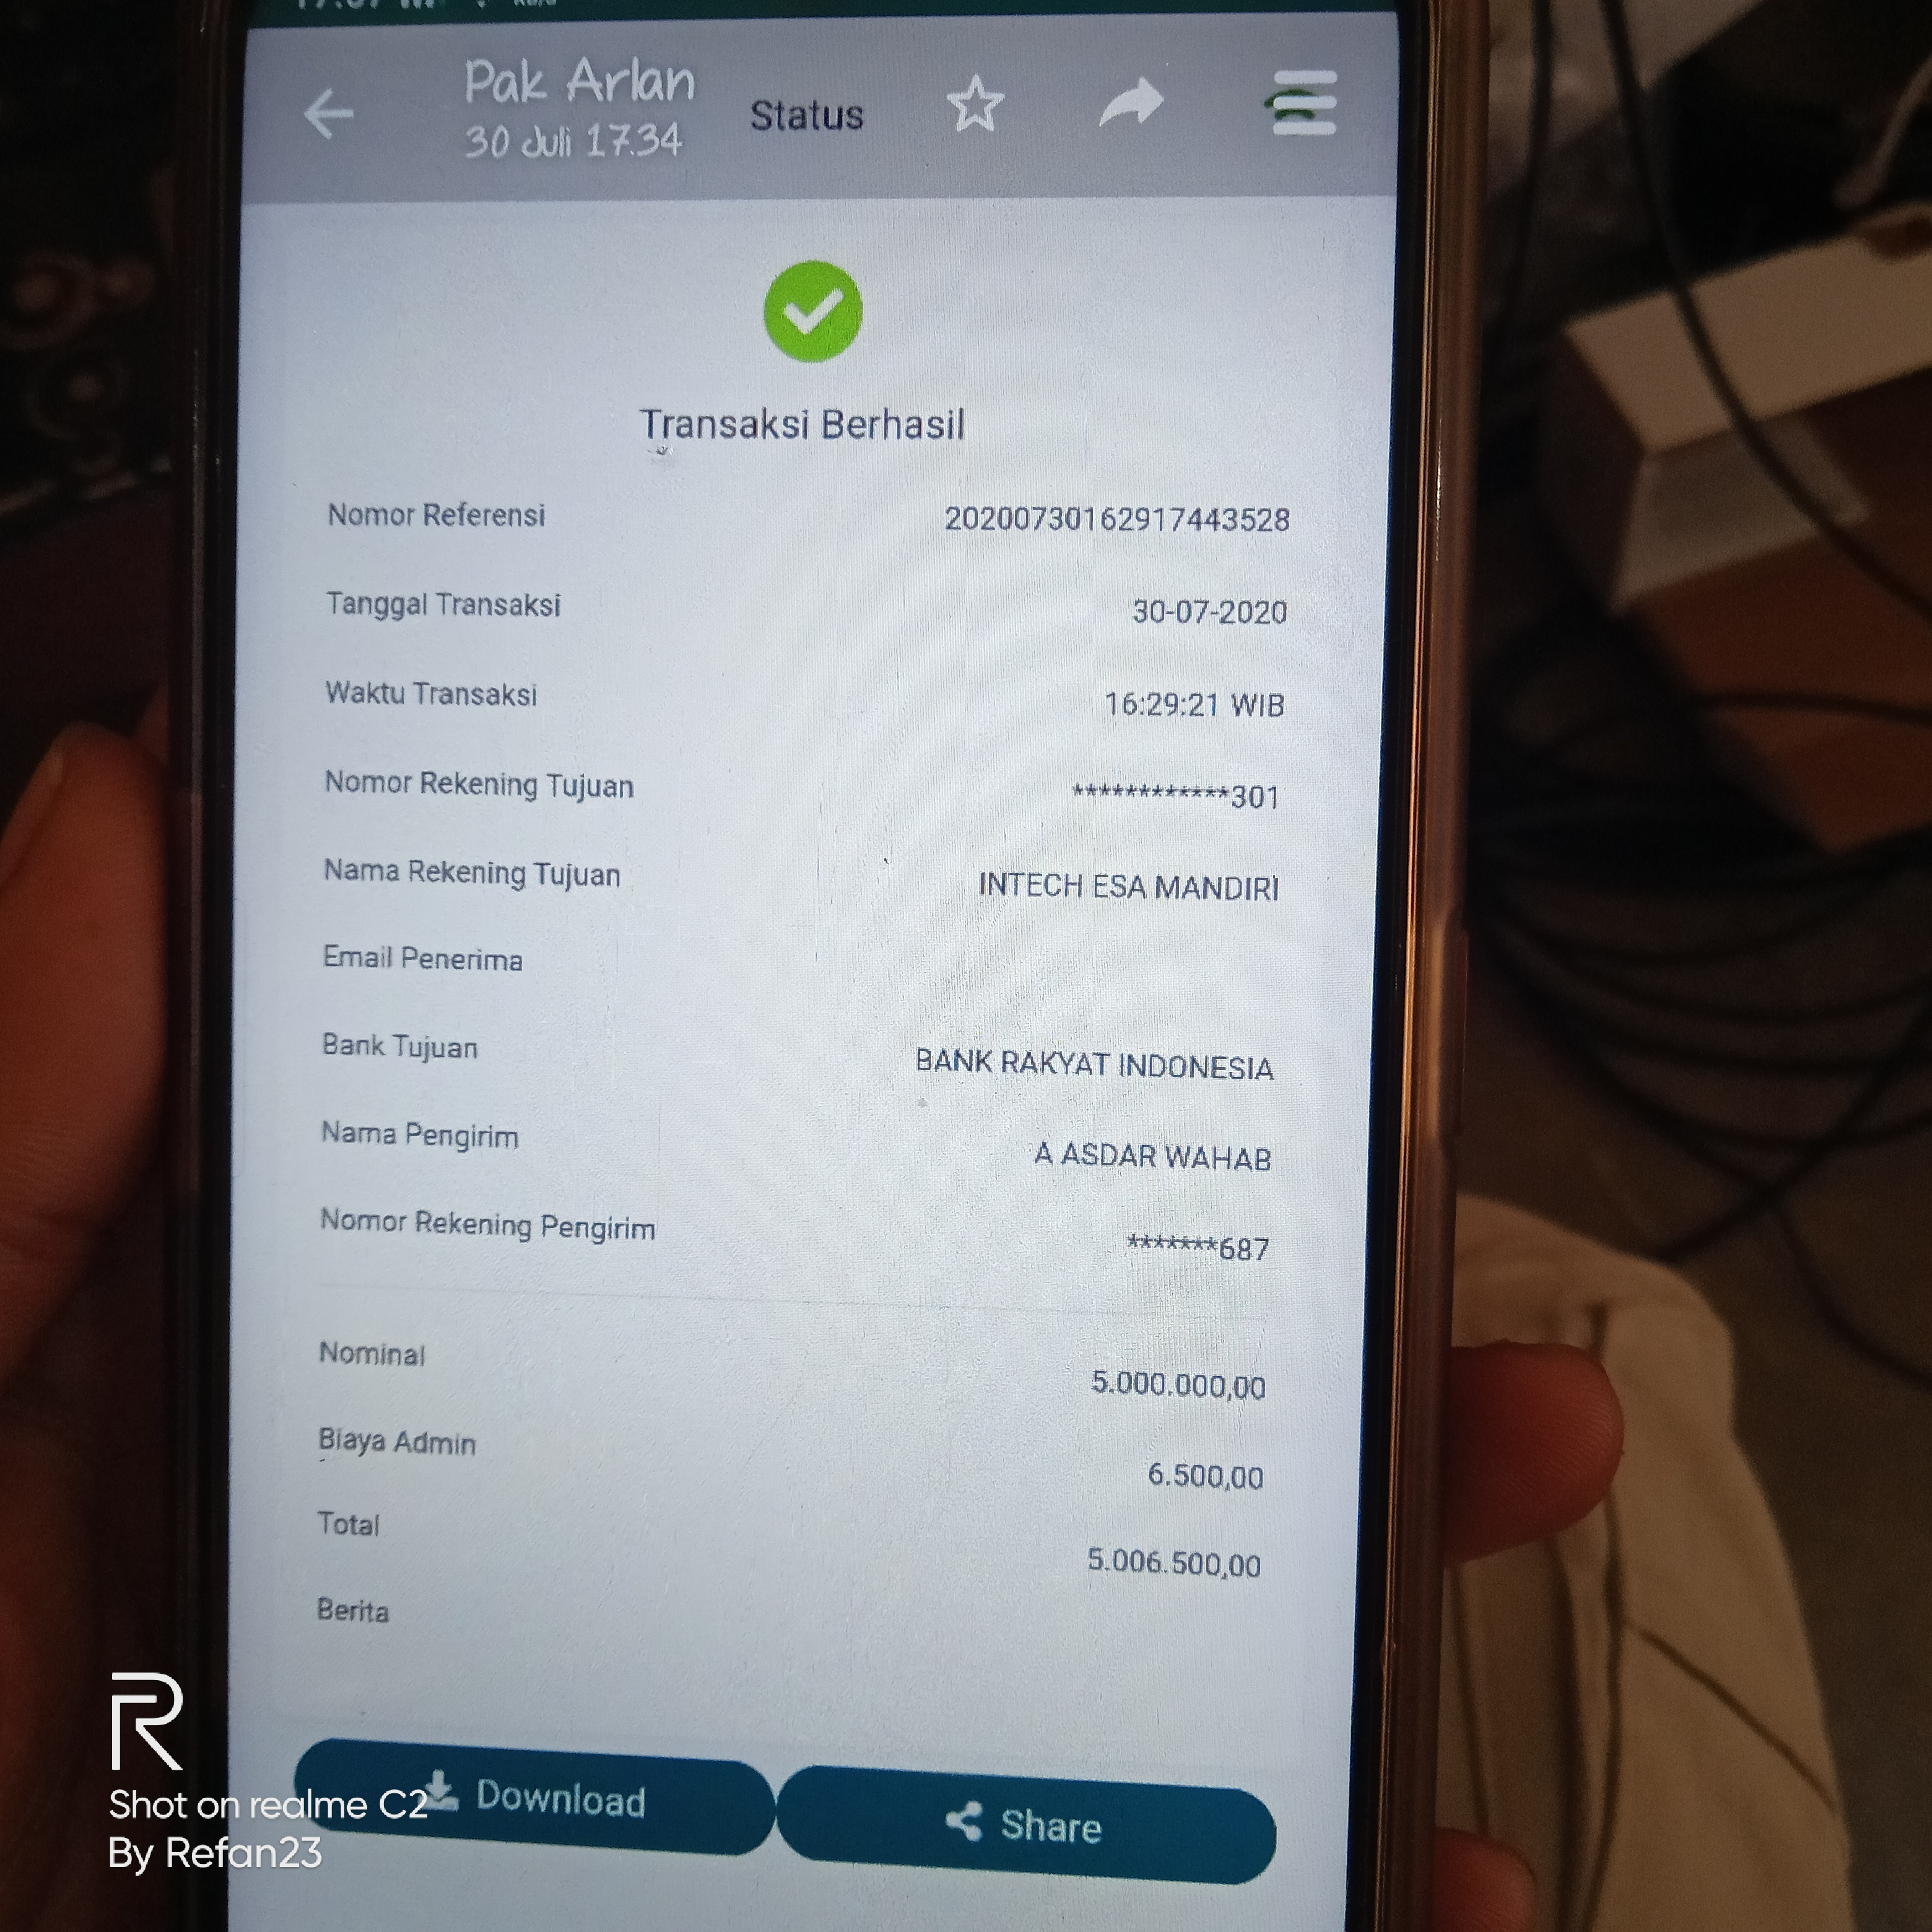 Pak Arlan
30 Juli 17.34
Status
Transaksi Berhasil
Nomor Referensi 20200730162917443528
Tanggal Transaksi 30-07-2020
Waktu Transaksi 16:29:21 WIB
Nomor Rekening Tujuan ************301
Nama Rekening Tujuan INTECH ESA MANDIRI
Email Penerima
Bank Tujuan BANK RAKYAT INDONESIA
Nama Pengirim A ASDAR WAHAB
Nomor Rekening Pengirim *******687
Nominal 5.000.000,00
Biaya Admin 6.500,00
Total 5.006.500,00
Berita
Download Share
R
Shot on realme C2
By Refan23